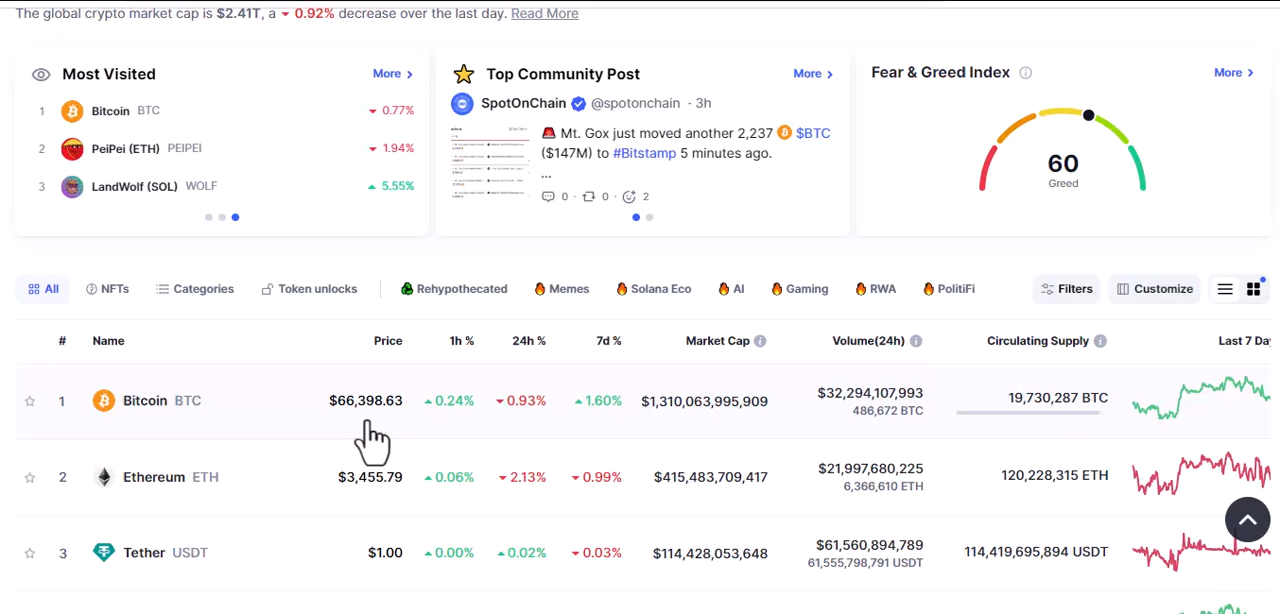 The global crypto market cap is $2.41T, a 0.92% decrease over the last day. Read More
Most Visited
More
1 Bitcoin BTC 0.77%
2 PeiPei (ETH) PEIPEI 1.94%
3 LandWolf (SOL) WOLF 5.55%
Top Community Post
More
SpotOnChain @spotonchain · 3h
Mt. Gox just moved another 2,237 $BTC
($147M) to #Bitstamp 5 minutes ago.
...
0 · 0 · 2
Fear & Greed Index
More
60
Greed
All NFTs Categories Token unlocks Rehypothecated Memes Solana Eco AI Gaming RWA PolitiFi Filters Customize
# Name Price 1h % 24h % 7d % Market Cap Volume(24h) Circulating Supply Last 7 Day
1 Bitcoin BTC $66,398.63 0.24% 0.93% 1.60% $1,310,063,995,909 $32,294,107,993 19,730,287 BTC
486,672 BTC
2 Ethereum ETH $3,455.79 0.06% 2.13% 0.99% $415,483,709,417 $21,997,680,225 120,228,315 ETH
6,366,610 ETH
3 Tether USDT $1.00 0.00% 0.02% 0.03% $114,428,053,648 $61,560,894,789 114,419,695,894 USDT
61,555,798,791 USDT